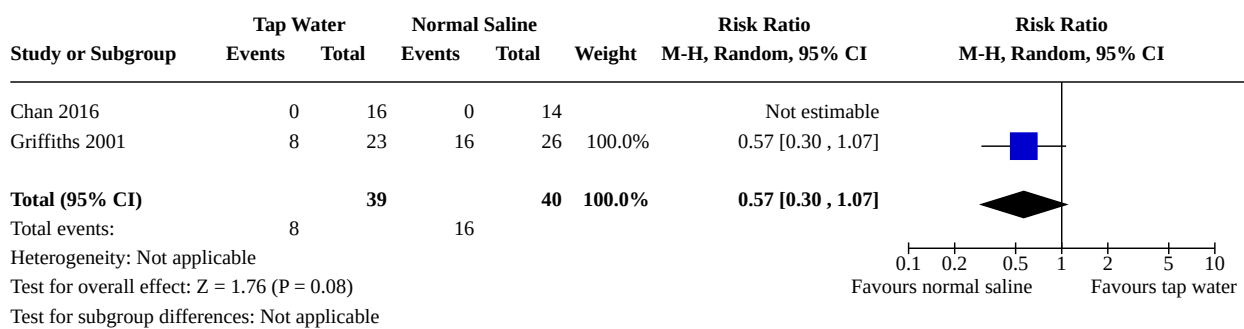 Tap Water Normal Saline Risk Ratio Risk Ratio
Study or Subgroup Events Total Events Total Weight M-H, Random, 95% CI M-H, Random, 95% CI
Chan 2016 0 16 0 14 Not estimable
Griffiths 2001 8 23 16 26 100.0% 0.57 [0.30 , 1.07]
Total (95% CI) 39 40 100.0% 0.57 [0.30 , 1.07]
Total events: 8 16
Heterogeneity: Not applicable
0.1 0.2 0.5 1 2 5 10
Test for overall effect: Z = 1.76 (P = 0.08) Favours normal saline Favours tap water
Test for subgroup differences: Not applicable